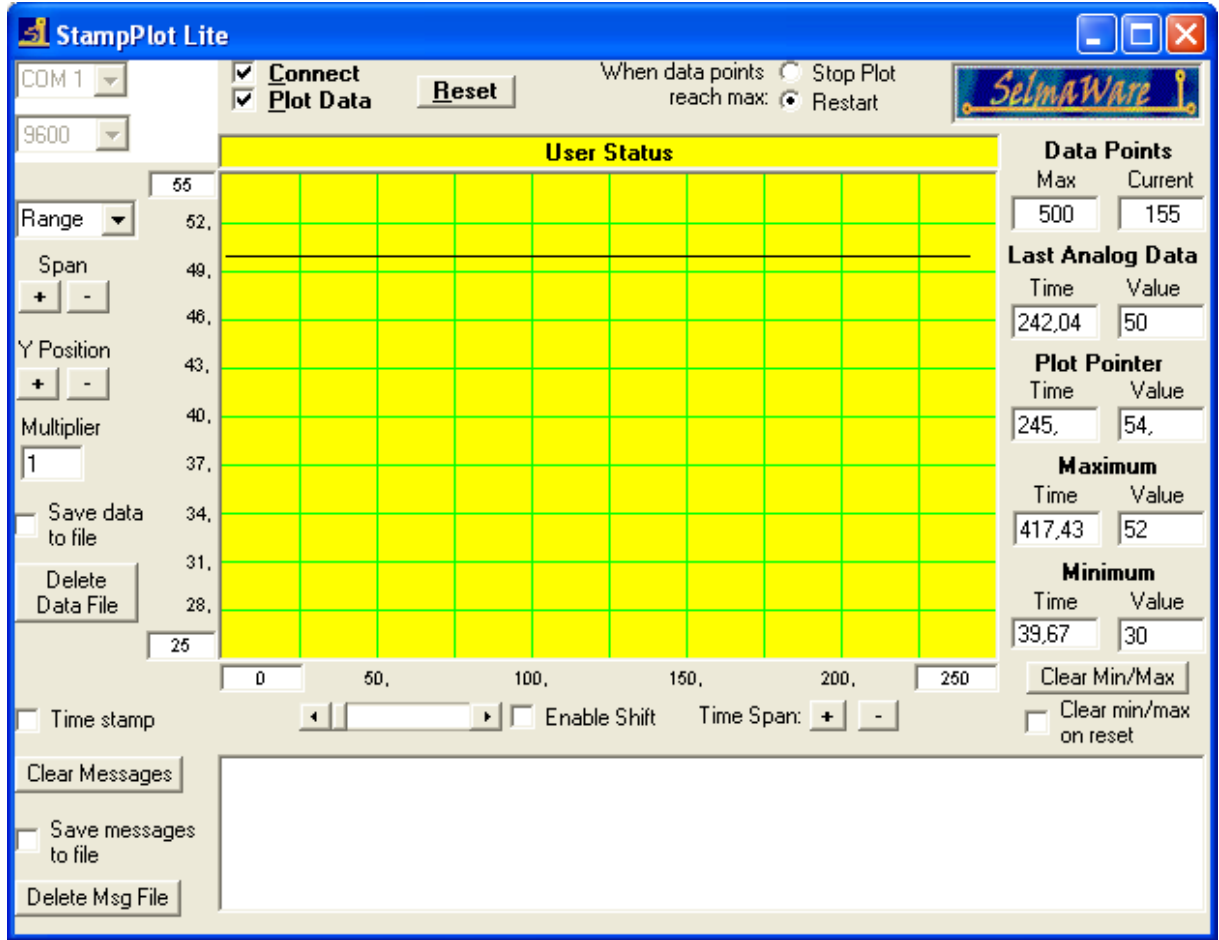 StampPlot Lite
COM 1
9600
Connect
Plot Data
Reset
When data points
reach max:
Stop Plot
Restart
SelmaWare
User Status
55
52,
49,
46,
43,
40,
37,
34,
31,
28,
25
0
50,
100,
150,
200,
250
Range
Span
+ -
Y Position
+ -
Multiplier
1
Save data
to file
Delete
Data File
Data Points
Max Current
500 155
Last Analog Data
Time Value
242,04 50
Plot Pointer
Time Value
245, 54,
Maximum
Time Value
417,43 52
Minimum
Time Value
39,67 30
Clear Min/Max
Clear min/max
on reset
Time stamp
Enable Shift
Time Span: + -
Clear Messages
Save messages
to file
Delete Msg File